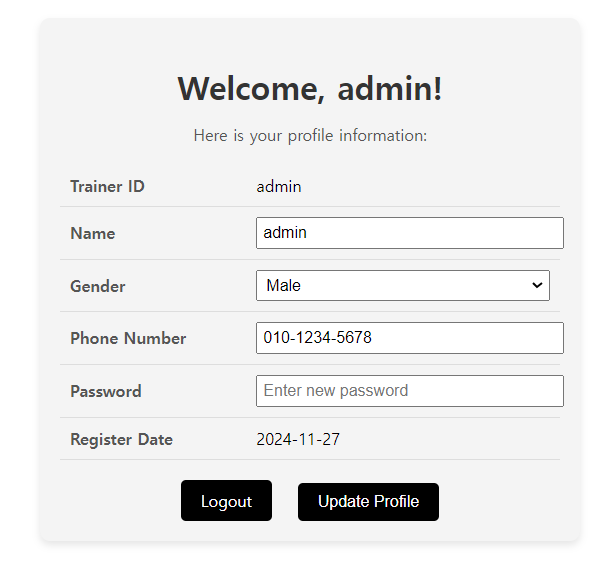 Welcome, admin!
Here is your profile information:
Trainer ID admin
Name admin
Gender Male
Phone Number 010-1234-5678
Password Enter new password
Register Date 2024-11-27
Logout Update Profile